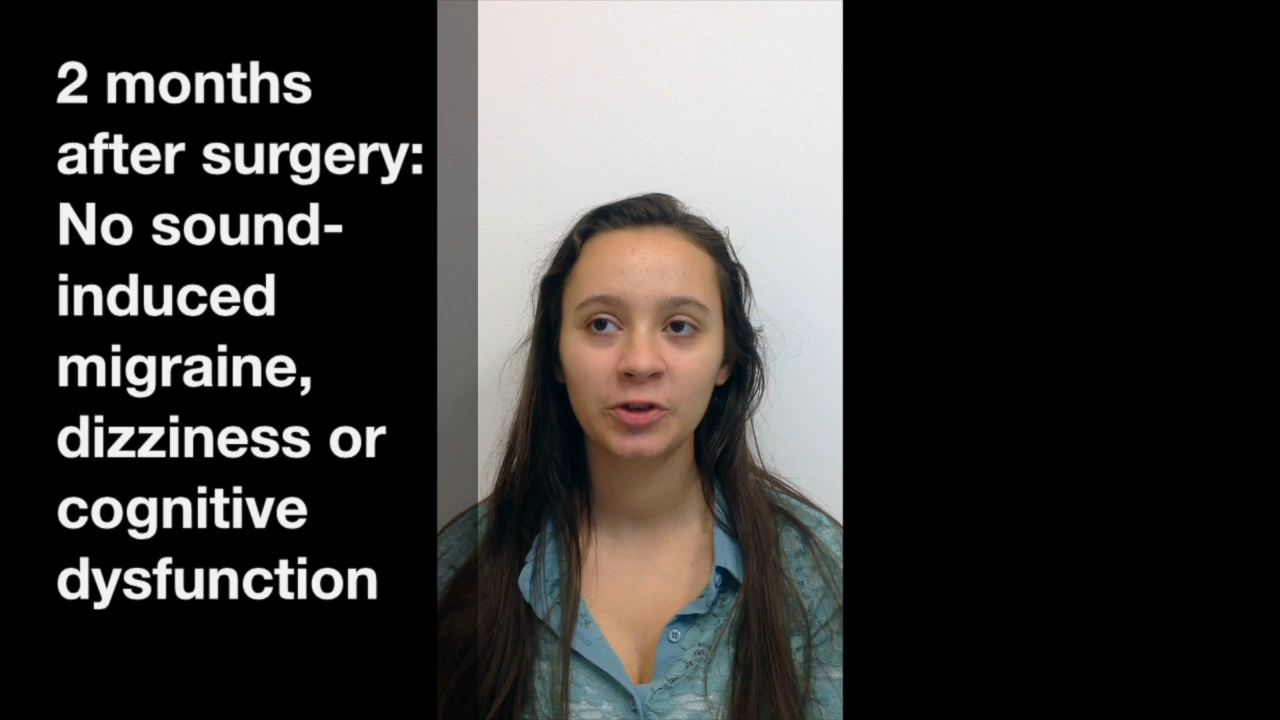 2 months
after surgery:
No sound-
induced
migraine,
dizziness or
cognitive
dysfunction